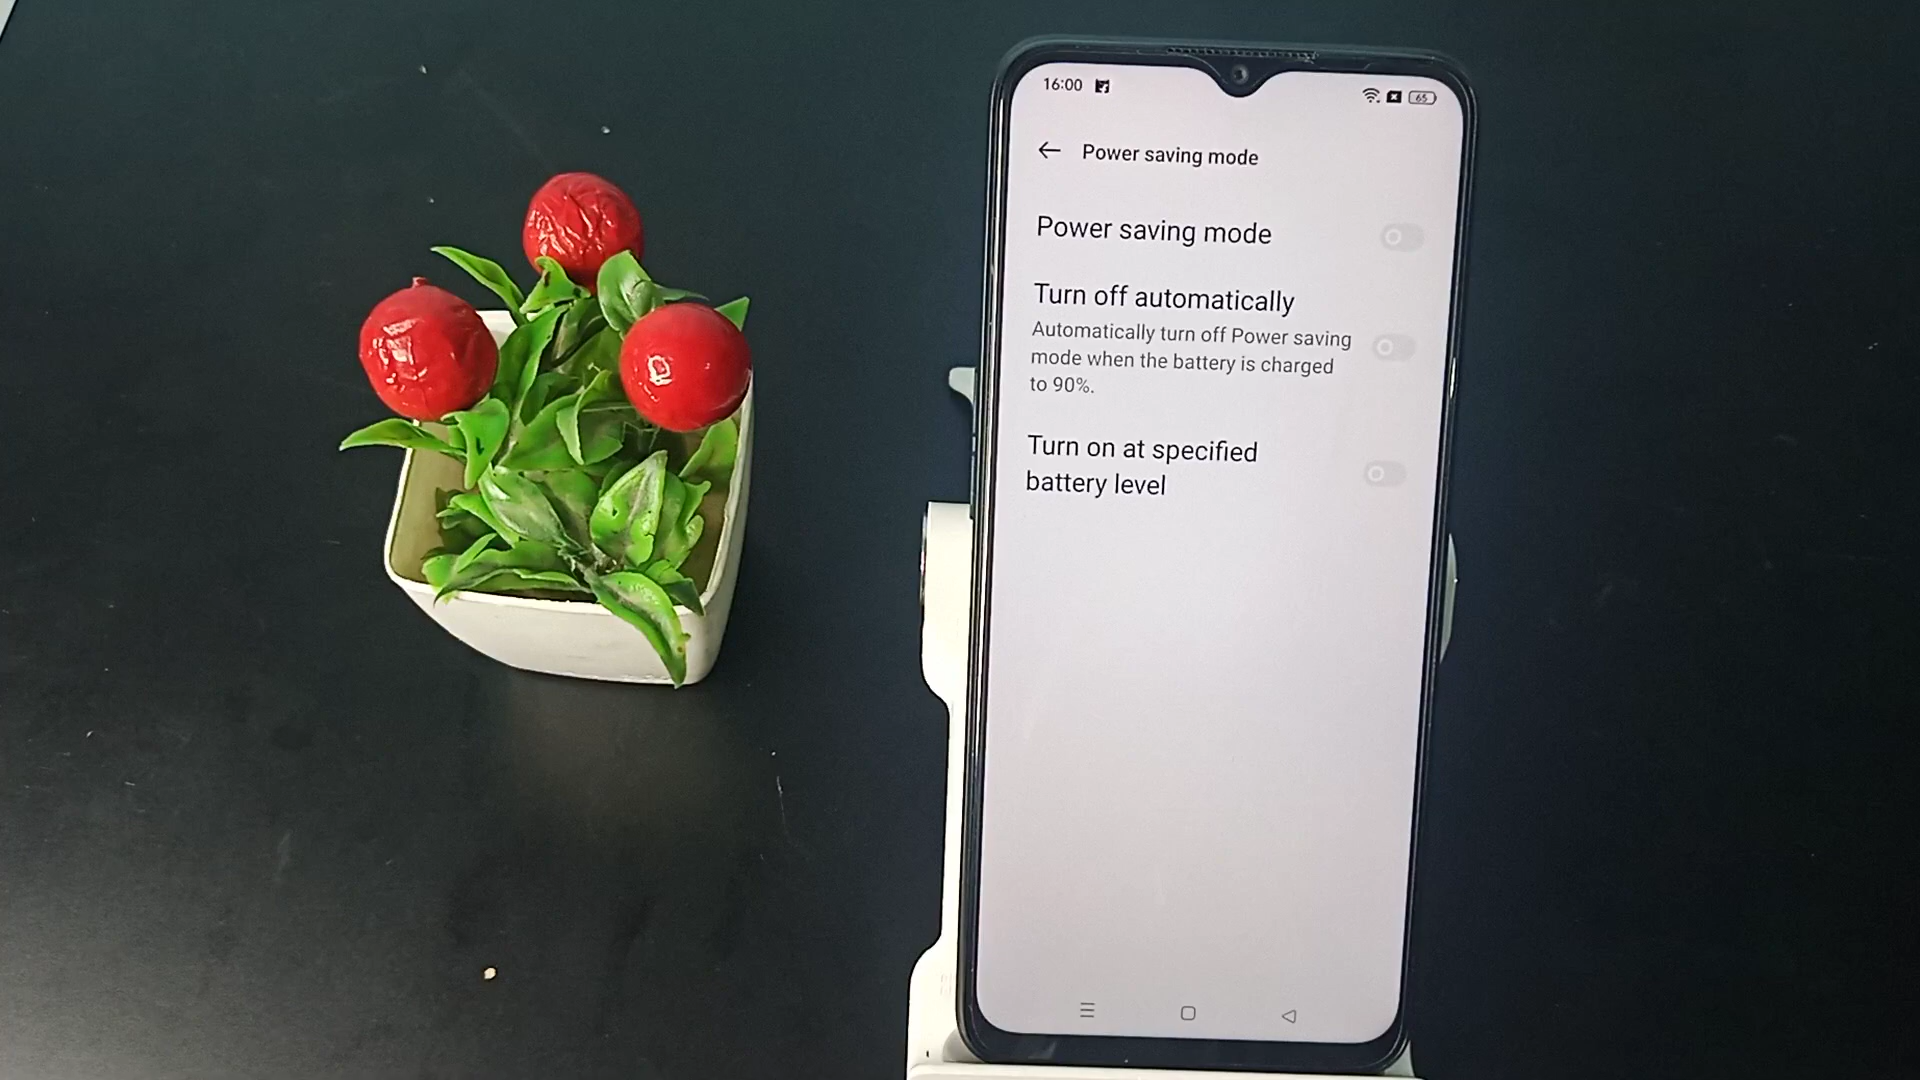 16:00
65
Power saving mode
Power saving mode
Turn off automatically
Automatically turn off Power saving
mode when the battery is charged
to 90%.
Turn on at specified
battery level